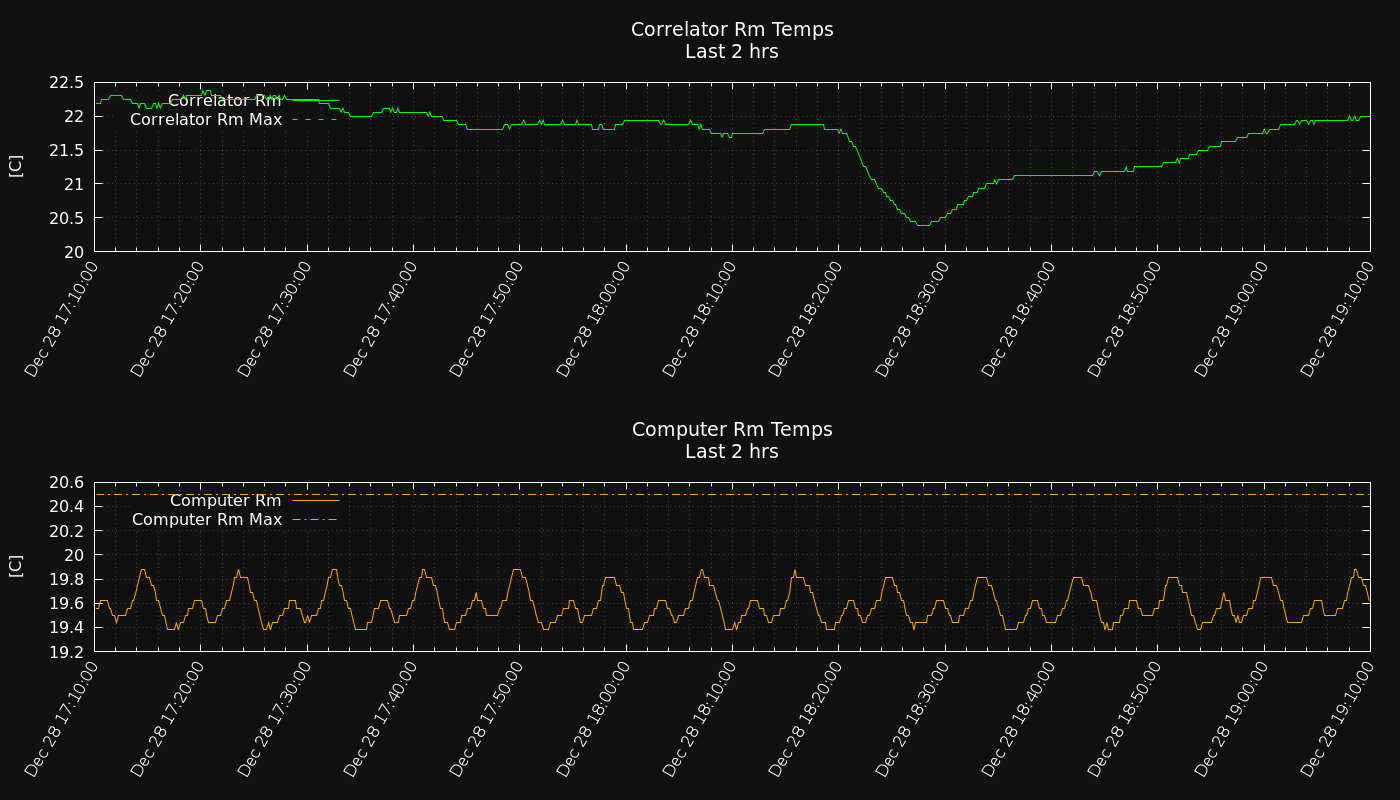 Correlator Rm Temps
Last 2 hrs
[C]
22.5
22
21.5
21
20.5
20
Correlator Rm
Correlator Rm Max
Dec 28 17:10:00
Dec 28 17:20:00
Dec 28 17:30:00
Dec 28 17:40:00
Dec 28 17:50:00
Dec 28 18:00:00
Dec 28 18:10:00
Dec 28 18:20:00
Dec 28 18:30:00
Dec 28 18:40:00
Dec 28 18:50:00
Dec 28 19:00:00
Dec 28 19:10:00
Computer Rm Temps
Last 2 hrs
[C]
20.6
20.4
20.2
20
19.8
19.6
19.4
19.2
Computer Rm
Computer Rm Max
Dec 28 17:10:00
Dec 28 17:20:00
Dec 28 17:30:00
Dec 28 17:40:00
Dec 28 17:50:00
Dec 28 18:00:00
Dec 28 18:10:00
Dec 28 18:20:00
Dec 28 18:30:00
Dec 28 18:40:00
Dec 28 18:50:00
Dec 28 19:00:00
Dec 28 19:10:00